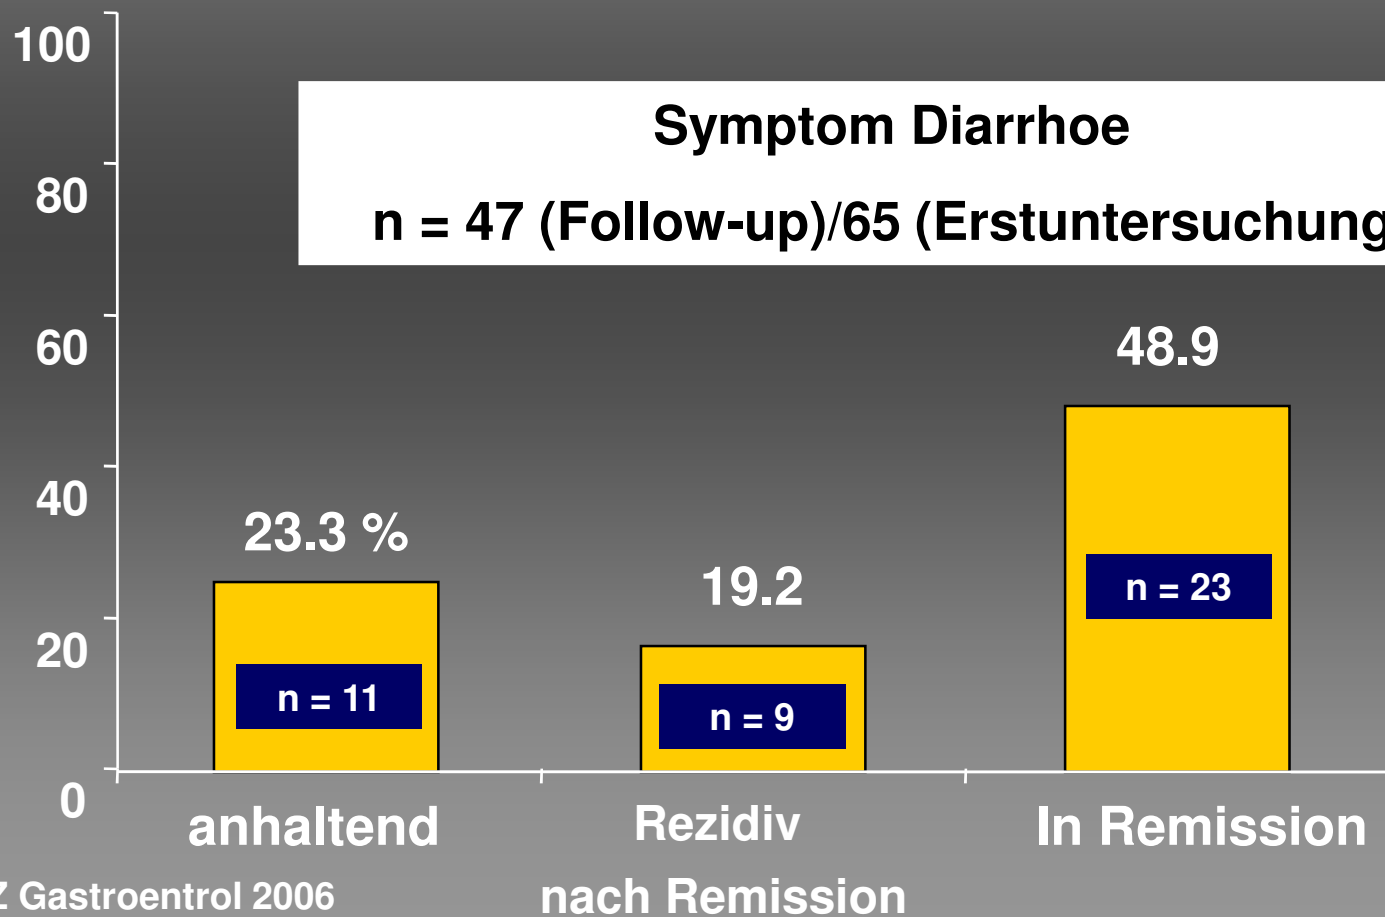 100
80
60
40
20
0
Symptom Diarrhoe
n = 47 (Follow-up)/65 (Erstuntersuchung
23.3 %
19.2
48.9
n = 11
n = 9
n = 23
anhaltend
Rezidiv
nach Remission
In Remission
Z Gastroentrol 2006